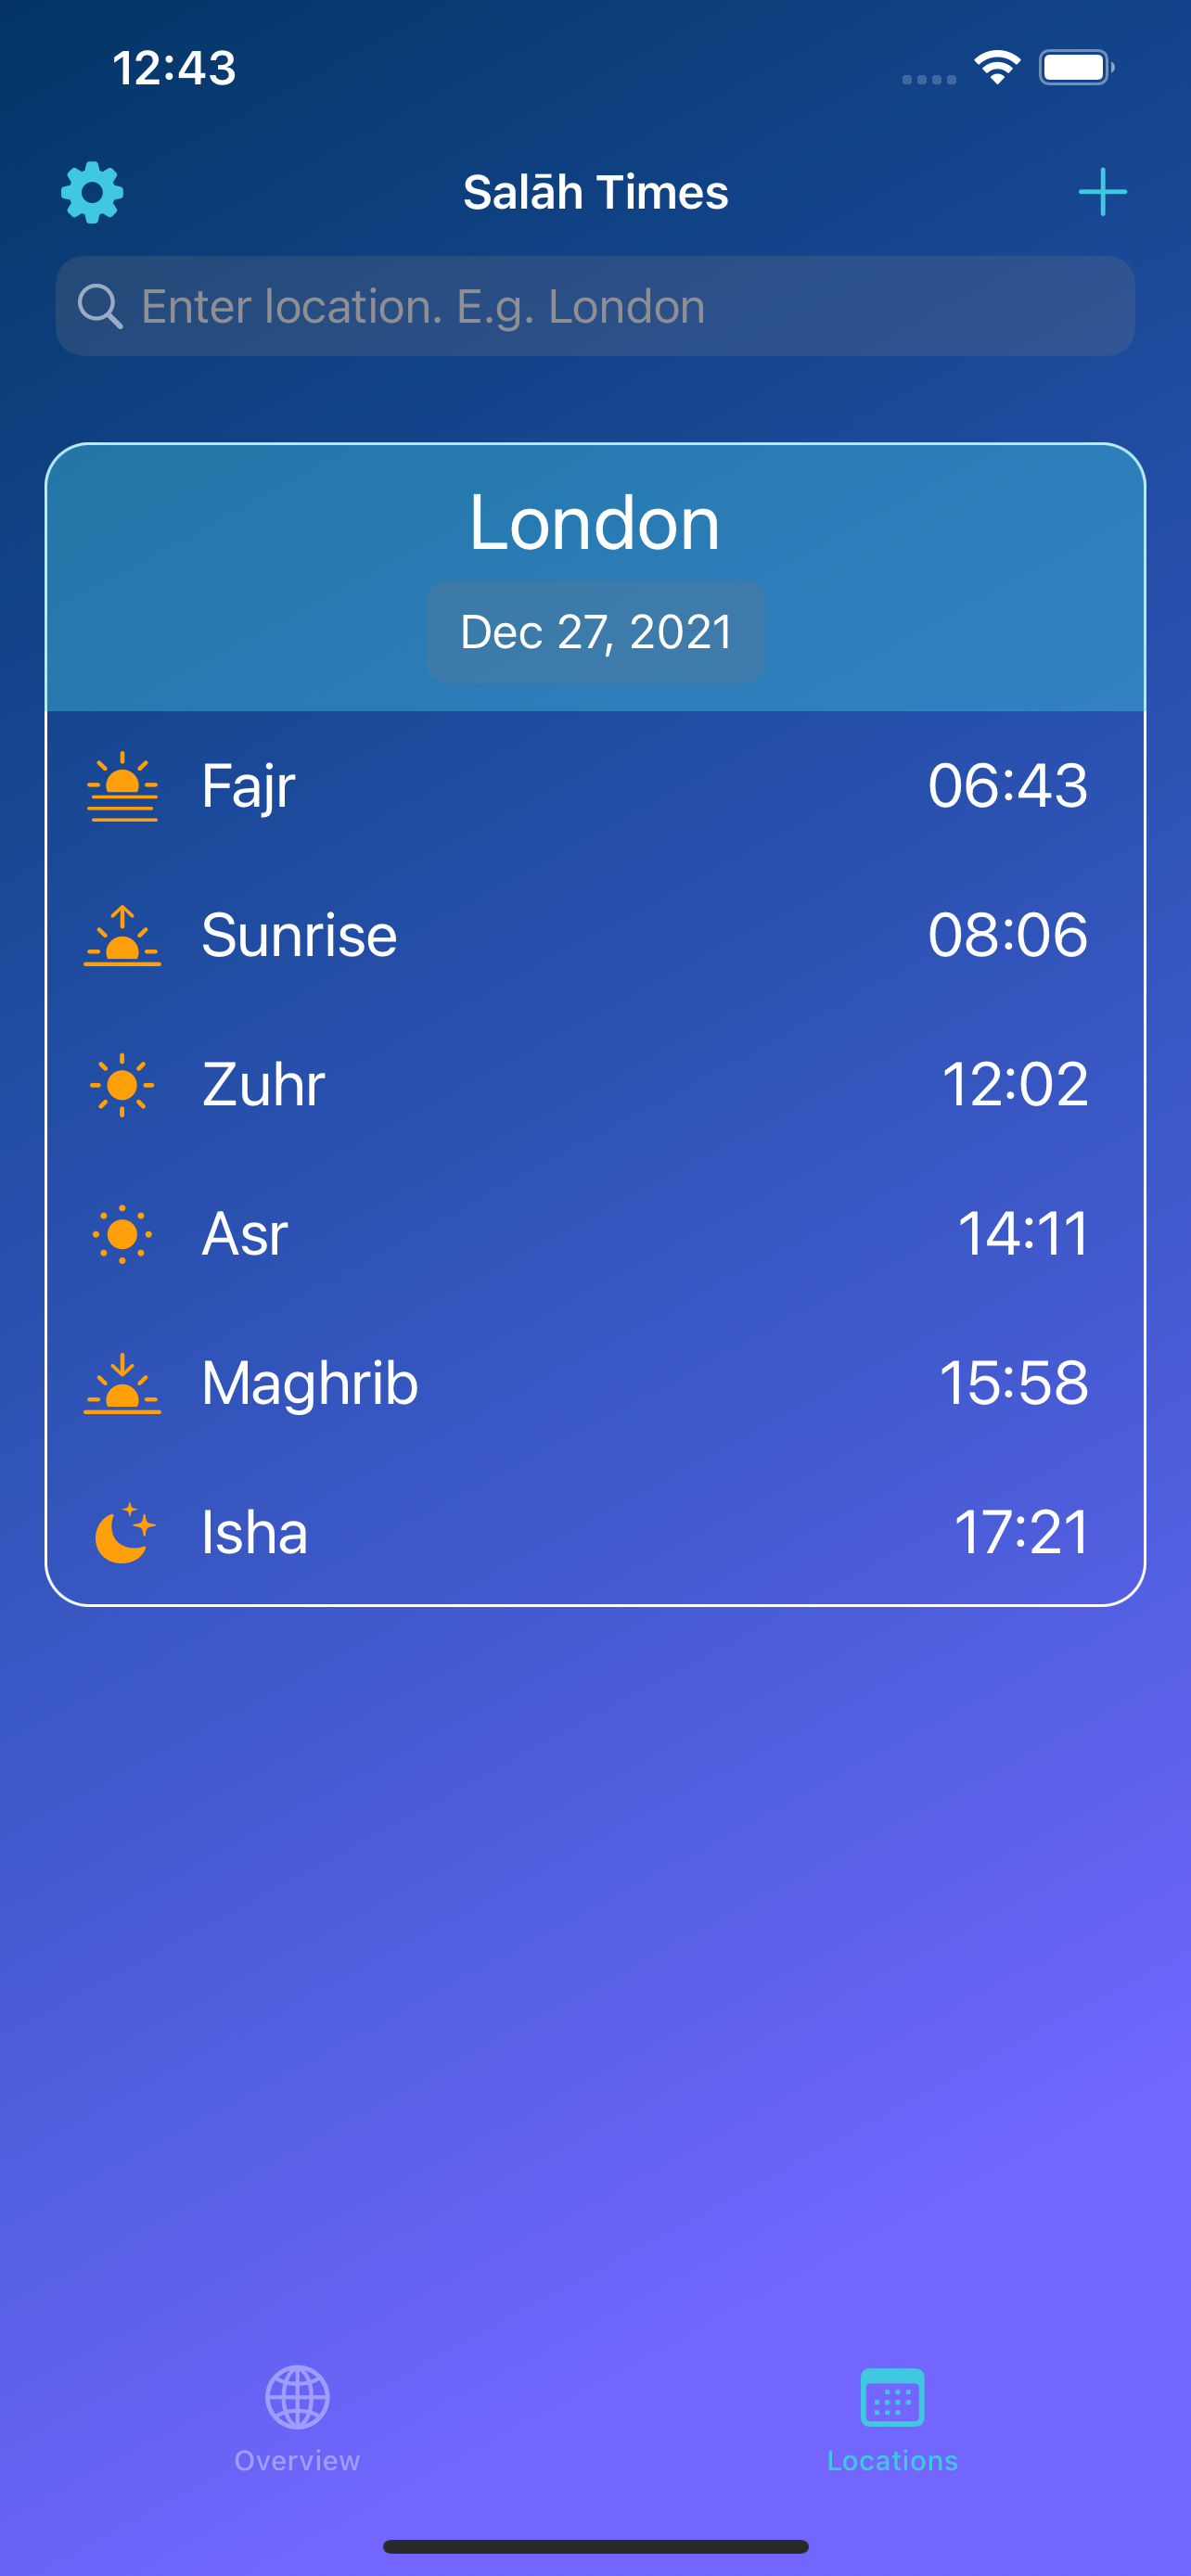 12:43
Salāh Times
Enter location. E.g. London
London
Dec 27, 2021
Fajr 06:43
Sunrise 08:06
Zuhr 12:02
Asr 14:11
Maghrib 15:58
Isha 17:21
Overview Locations